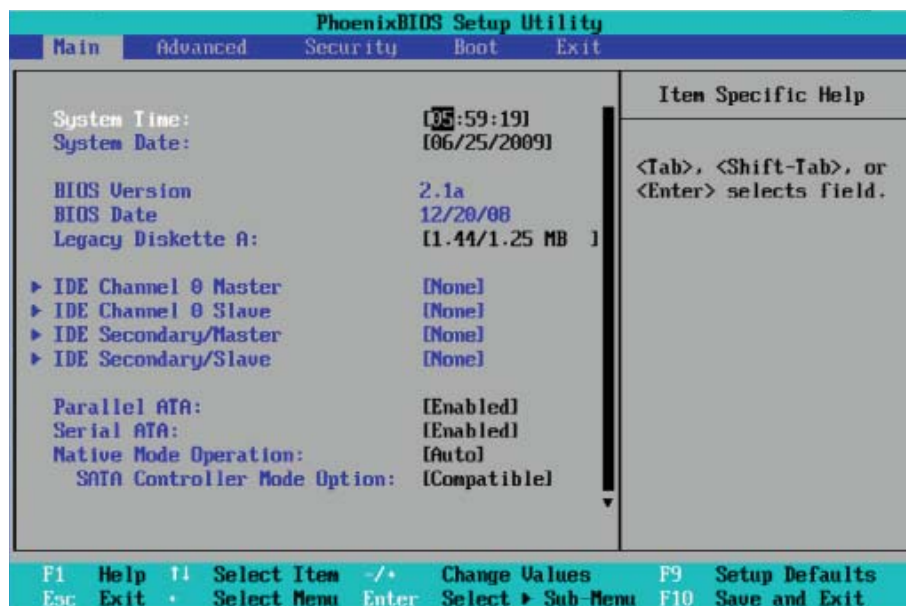 PhoenixBIOS Setup Utility
Main Advanced Security Boot Exit
Item Specific Help
System Time: [05:59:19]
System Date: [06/25/2009]
<Tab>, <Shift-Tab>, or
<Enter> selects field.
BIOS Version 2.1a
BIOS Date 12/20/08
Legacy Diskette A: [1.44/1.25 MB ]
▶ IDE Channel 0 Master [None]
▶ IDE Channel 0 Slave [None]
▶ IDE Secondary/Master [None]
▶ IDE Secondary/Slave [None]
Parallel ATA: [Enabled]
Serial ATA: [Enabled]
Native Mode Operation: [Auto]
SATA Controller Mode Option: [Compatible]
F1 Help ↑↓ Select Item -/+ Change Values F9 Setup Defaults
Esc Exit Select Menu Enter Select ▶ Sub-Menu F10 Save and Exit